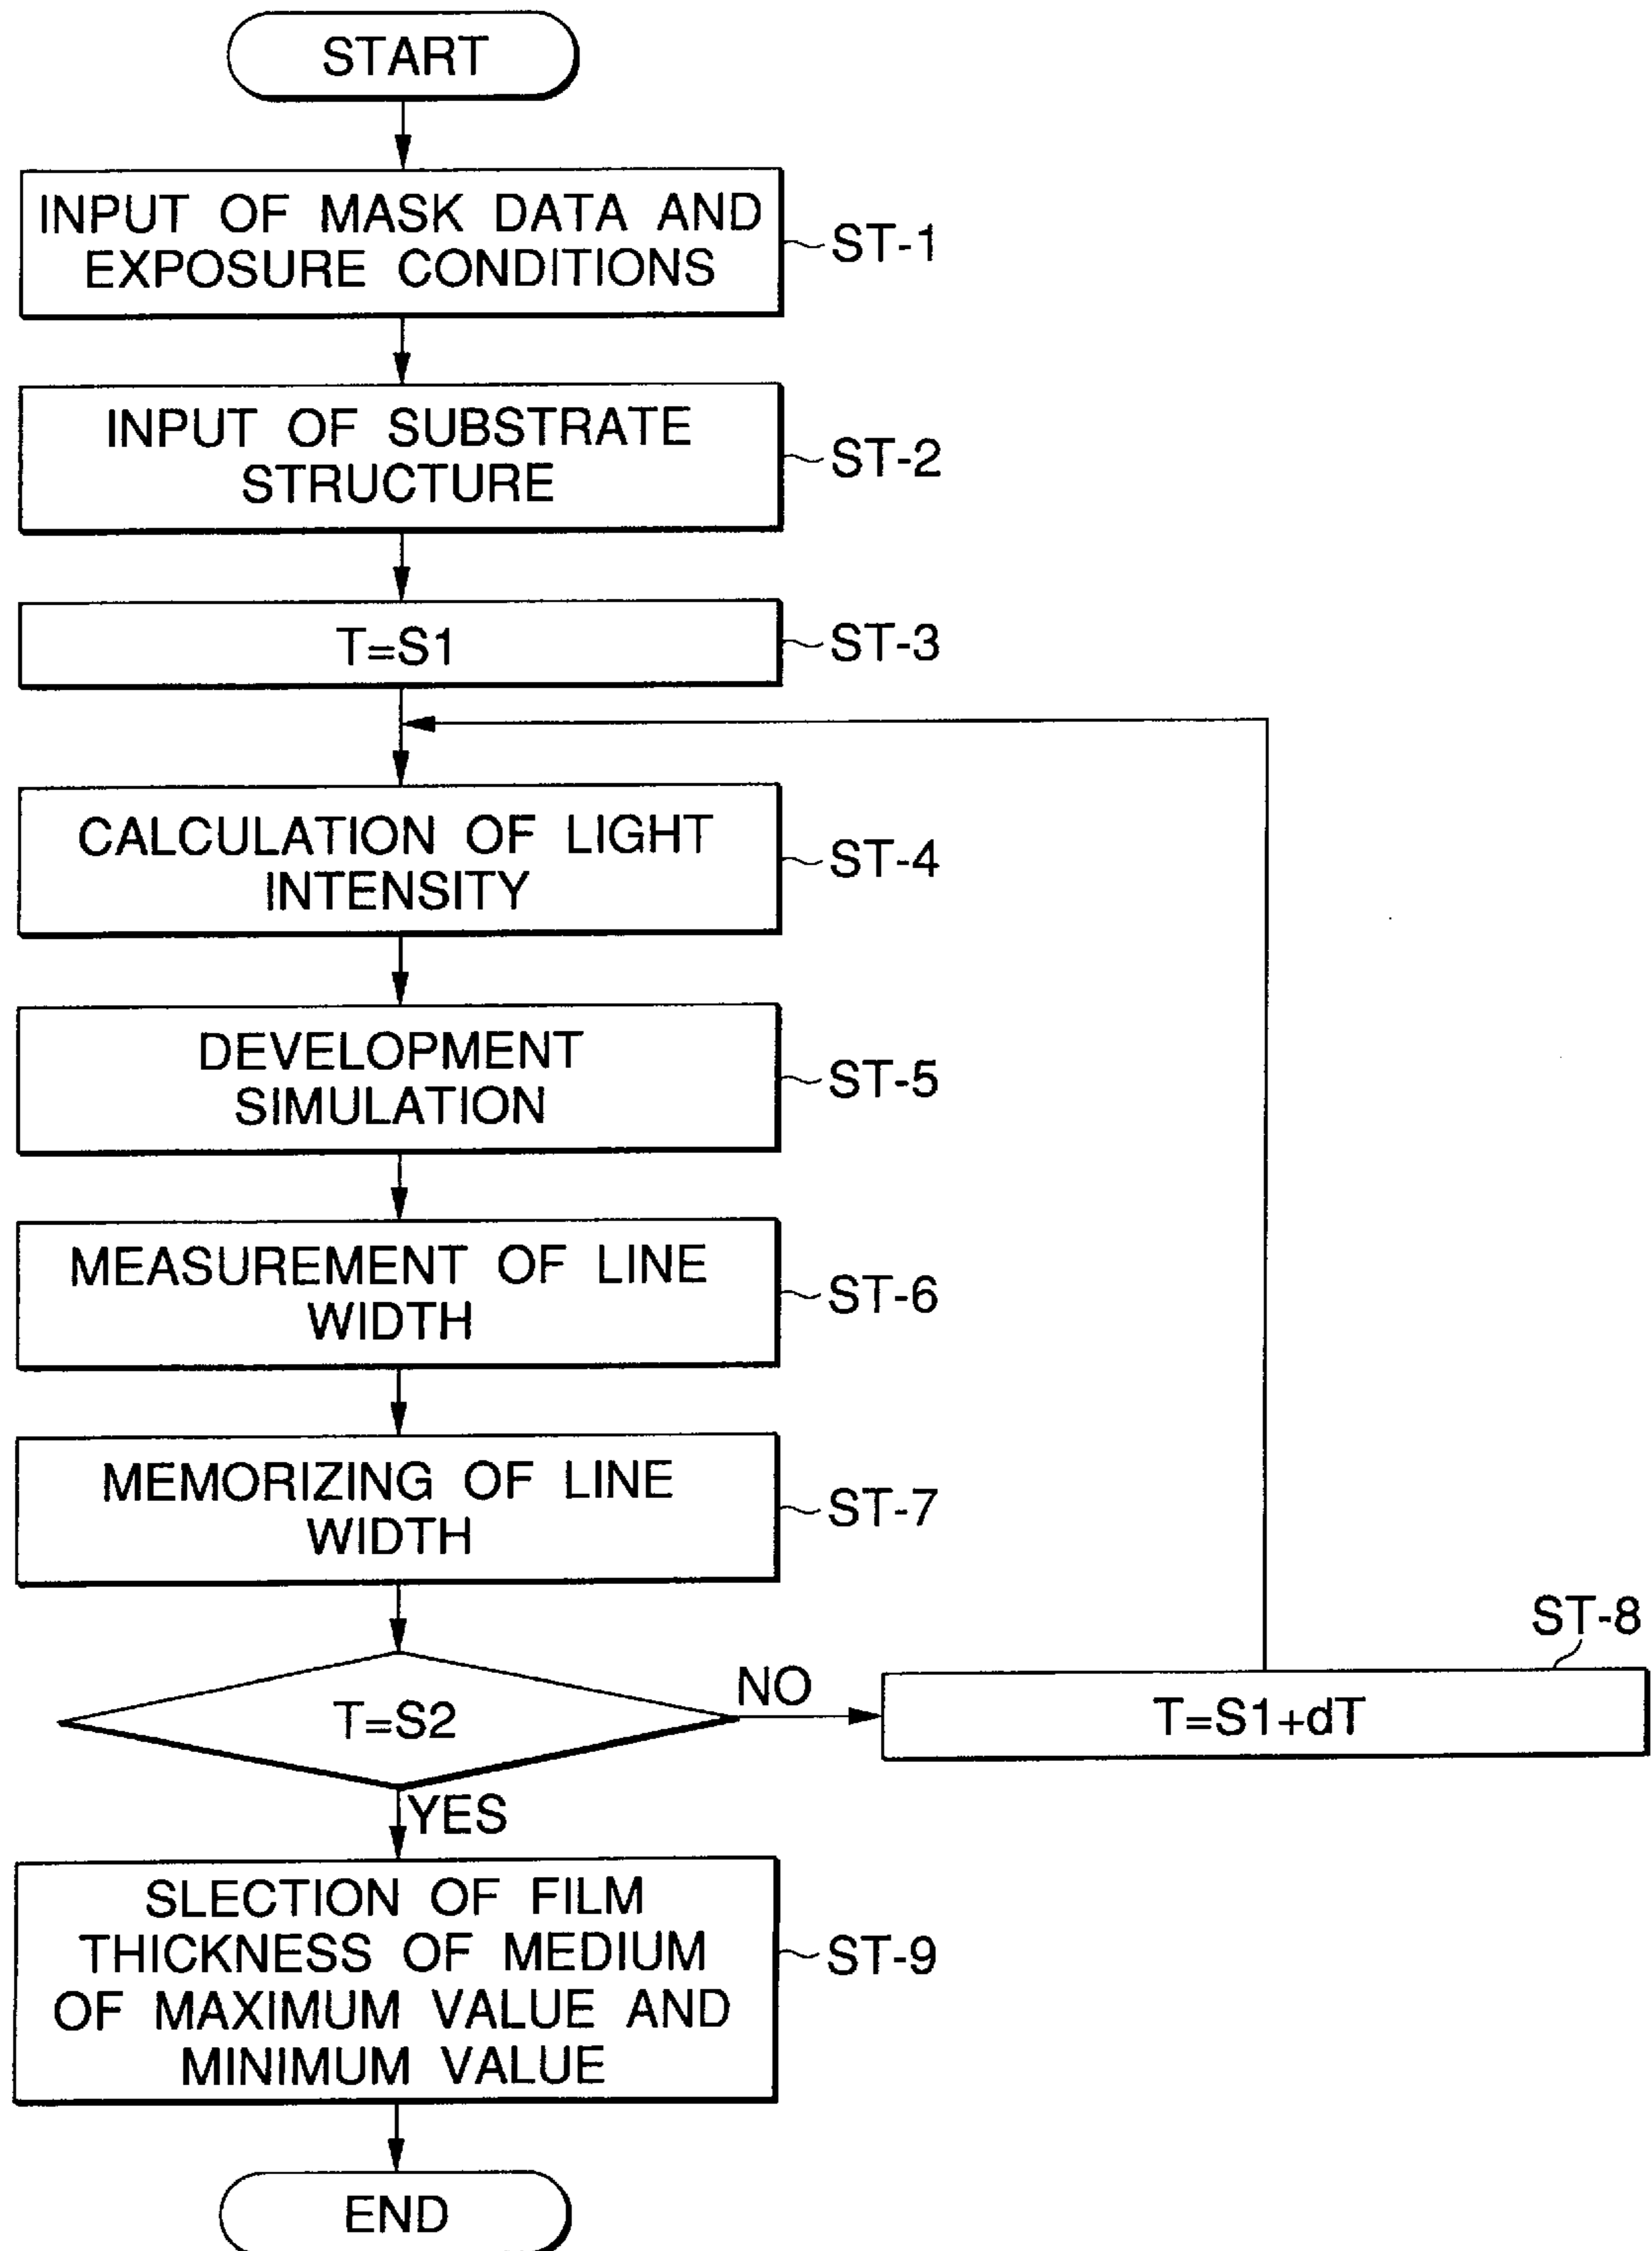 START
INPUT OF MASK DATA AND
EXPOSURE CONDITIONS
ST-1
INPUT OF SUBSTRATE
STRUCTURE
ST-2
T=S1
ST-3
CALCULATION OF LIGHT
INTENSITY
ST-4
DEVELOPMENT
SIMULATION
ST-5
MEASUREMENT OF LINE
WIDTH
ST-6
MEMORIZING OF LINE
WIDTH
ST-7
T=S2
NO
ST-8
T=S1+dT
YES
SLECTION OF FILM
THICKNESS OF MEDIUM
OF MAXIMUM VALUE AND
MINIMUM VALUE
ST-9
END